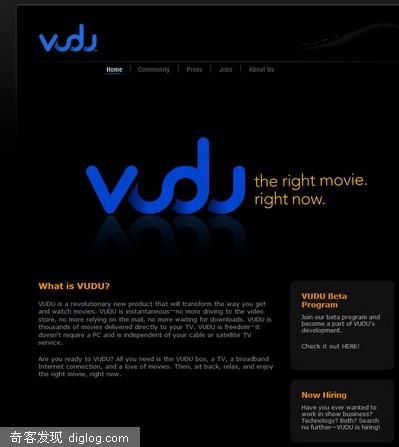 vudu
Home
Community
Press
Jobs
About Us
vudu
the right movie.
right now.
What is VUDU?
VUDU is a revolutionary new product that will transform the way you get
and watch movies. VUDU is instantaneous—no more driving to the video
store, no more relying on the mail, no more waiting for downloads. VUDU is
thousands of movies delivered directly to your TV. VUDU is freedom—it
doesn't require a PC and is independent of your cable or satellite TV
service.
Are you ready to VUDU? All you need is the VUDU box, a TV, a broadband
Internet connection, and a love of movies. Then, sit back, relax, and enjoy
the right movie, right now.
VUDU Beta
Program
Join our beta program and
become a part of VUDU's
development.
Check it out HERE!
Now Hiring
Have you ever wanted to
work in show business?
Technology? Both? Search
no further—VUDU is hiring!
奇客发现 diglog.com